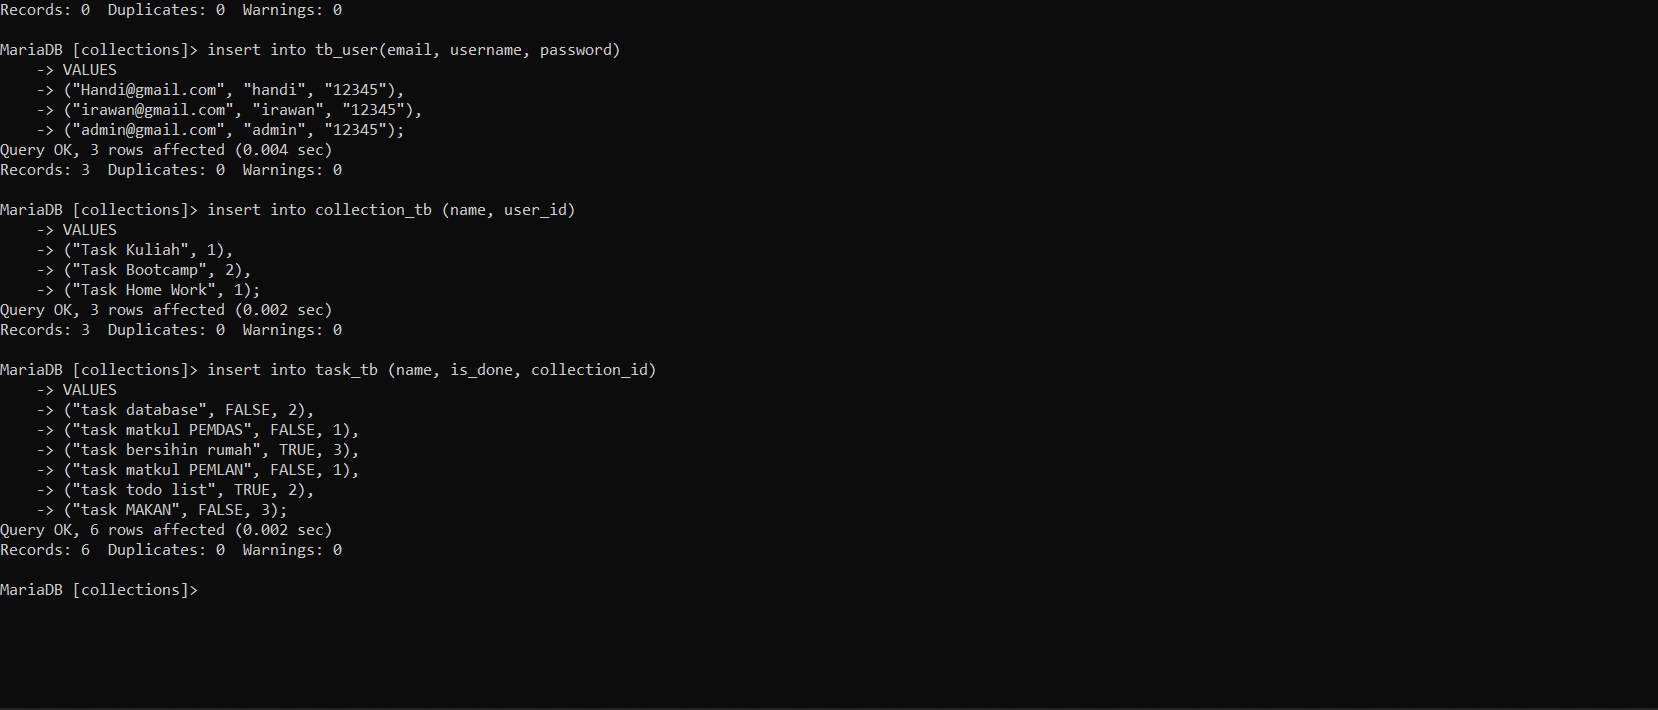 Records: 0  Duplicates: 0  Warnings: 0
MariaDB [collections]> insert into tb_user(email, username, password)
    -> VALUES
    -> ("Handi@gmail.com", "handi", "12345"),
    -> ("irawan@gmail.com", "irawan", "12345"),
    -> ("admin@gmail.com", "admin", "12345");
Query OK, 3 rows affected (0.004 sec)
Records: 3  Duplicates: 0  Warnings: 0
MariaDB [collections]> insert into collection_tb (name, user_id)
    -> VALUES
    -> ("Task Kuliah", 1),
    -> ("Task Bootcamp", 2),
    -> ("Task Home Work", 1);
Query OK, 3 rows affected (0.002 sec)
Records: 3  Duplicates: 0  Warnings: 0
MariaDB [collections]> insert into task_tb (name, is_done, collection_id)
    -> VALUES
    -> ("task database", FALSE, 2),
    -> ("task matkul PEMDAS", FALSE, 1),
    -> ("task bersihin rumah", TRUE, 3),
    -> ("task matkul PEMLAN", FALSE, 1),
    -> ("task todo list", TRUE, 2),
    -> ("task MAKAN", FALSE, 3);
Query OK, 6 rows affected (0.002 sec)
Records: 6  Duplicates: 0  Warnings: 0
MariaDB [collections]>